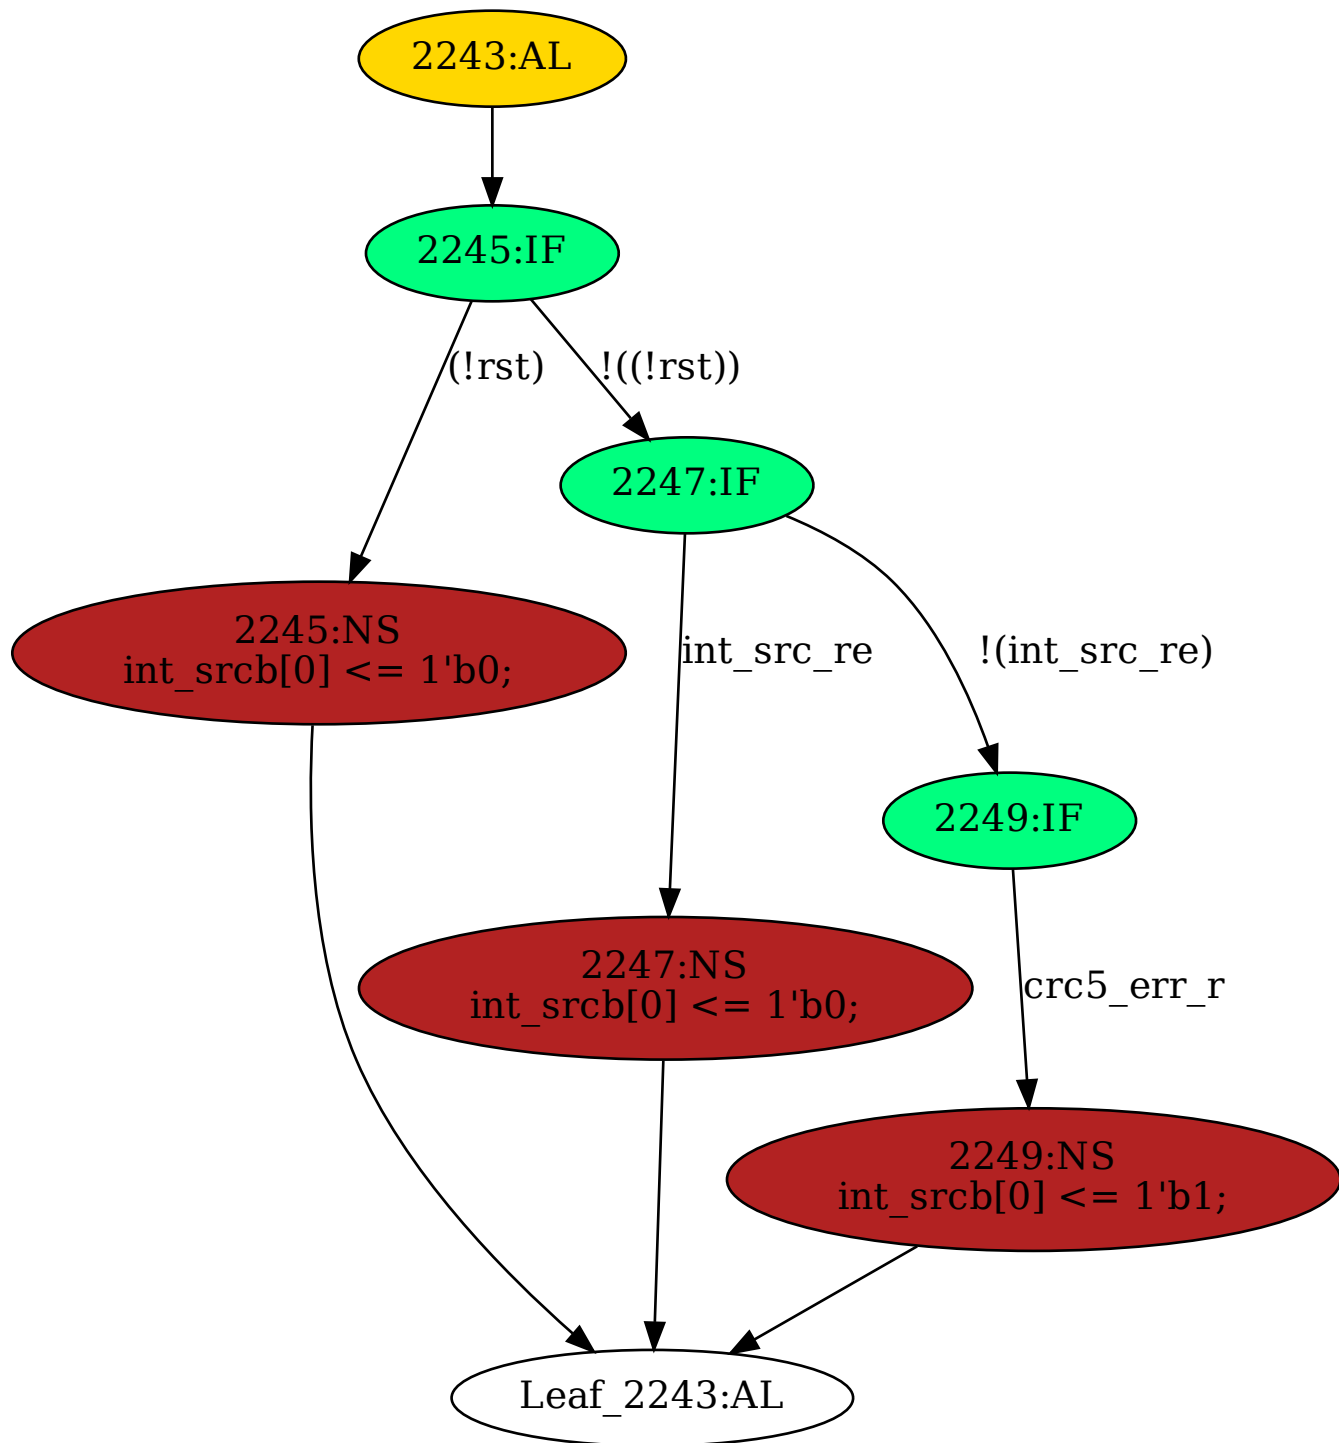 2243:AL
2245:IF
(!rst)
!((!rst))
2247:IF
2245:NS
int_srcb[0] <= 1'b0;
int_src_re
!(int_src_re)
2249:IF
2247:NS
int_srcb[0] <= 1'b0;
crc5_err_r
2249:NS
int_srcb[0] <= 1'b1;
Leaf_2243:AL